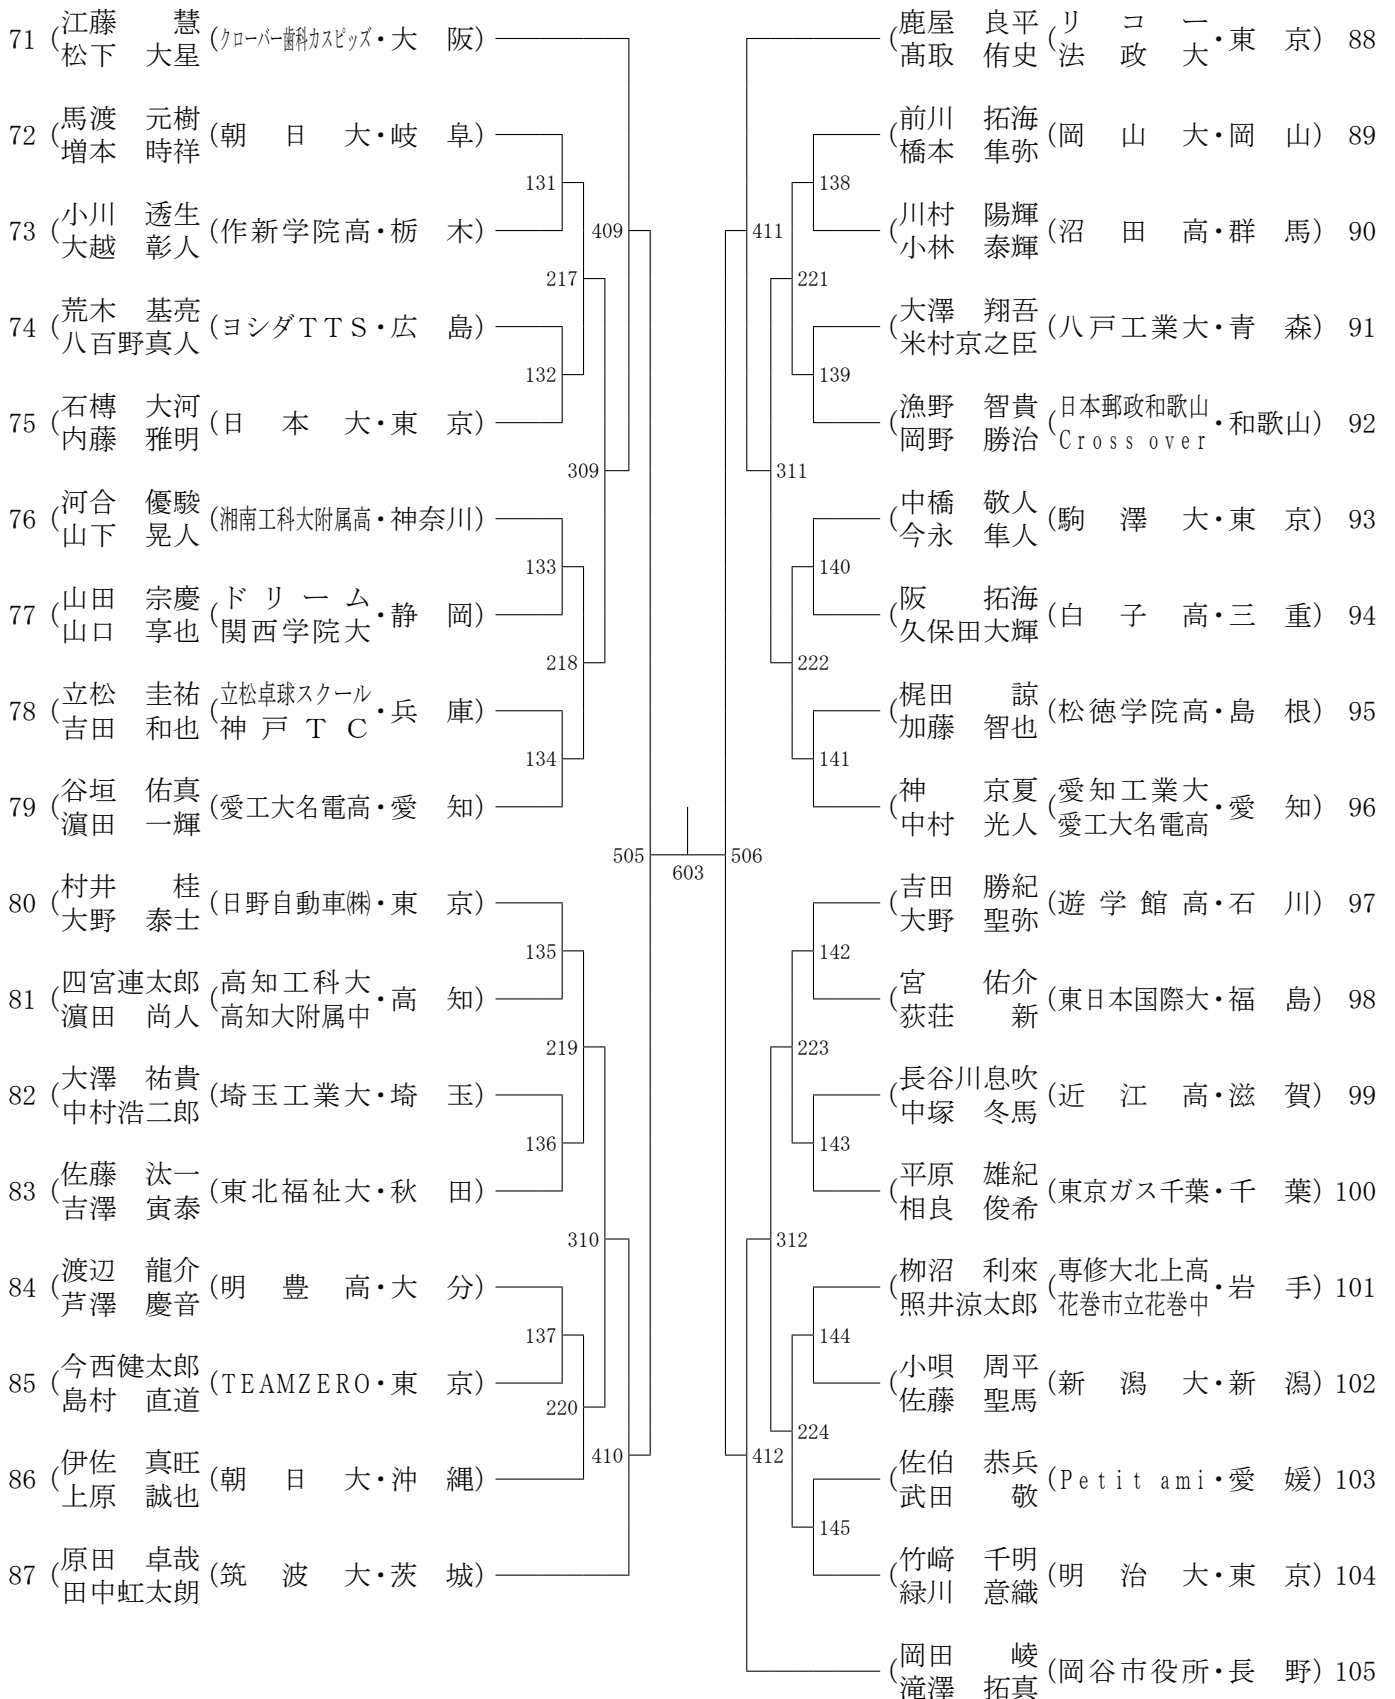 71 (江藤 慧 (クローバー歯科カスピッズ・大 阪)
松下 大星
72 (馬渡 元樹 (朝 日 大・岐 阜)
増本 時祥
131
73 (小川 透生 (作新学院高・栃 木)
大越 彰人
409
217
74 (荒木 基亮 (ヨシダTTS・広 島)
八百野真人
132
75 (石樽 大河 (日 本 大・東 京)
内藤 雅明
309
76 (河合 優駿 (湘南工科大附属高・神奈川)
山下 晃人
133
77 (山田 宗慶 (ドリーム ・静 岡)
山口 享也 関西学院大
218
78 (立松 圭祐 (立松卓球スクール ・兵 庫)
吉田 和也 神戸TC
134
79 (谷垣 佑真 (愛工大名電高・愛 知)
濵田 一輝
505
603
506
80 (村井 桂 (日野自動車㈱・東 京)
大野 泰士
135
81 (四宮連太郎 (高知工科大 ・高 知)
濵田 尚人 高知大附属中
219
82 (大澤 祐貴 (埼玉工業大・埼 玉)
中村浩二郎
136
83 (佐藤 汰一 (東北福祉大・秋 田)
吉澤 寅泰
310
84 (渡辺 龍介 (明 豊 高・大 分)
芦澤 慶音
137
85 (今西健太郎 (TEAMZERO・東 京)
島村 直道
220
410
86 (伊佐 真旺 (朝 日 大・沖 縄)
上原 誠也
87 (原田 卓哉 (筑 波 大・茨 城)
田中虹太朗
(鹿屋 良平 (リコー ・東 京) 88
髙取 侑史 法政大
(前川 拓海 (岡 山 大・岡 山) 89
橋本 隼弥
138
(川村 陽輝 (沼 田 高・群 馬) 90
小林 泰輝
411
221
(大澤 翔吾 (八戸工業大・青 森) 91
米村京之臣
139
(漁野 智貴 (日本郵政和歌山 ・和歌山) 92
岡野 勝治 Cross over
311
(中橋 敬人 (駒 澤 大・東 京) 93
今永 隼人
140
(阪 拓海 (白 子 高・三 重) 94
久保田大輝
222
(梶田 諒 (松徳学院高・島 根) 95
加藤 智也
141
(神 京夏 (愛知工業大 ・愛 知) 96
中村 光人 愛工大名電高
(吉田 勝紀 (遊学館高・石 川) 97
大野 聖弥
142
(宮 佑介 (東日本国際大・福 島) 98
荻荘 新
223
(長谷川息吹 (近 江 高・滋 賀) 99
中塚 冬馬
143
(平原 雄紀 (東京ガス千葉・千 葉) 100
相良 俊希
312
(栁沼 利來 (専修大北上高 ・岩 手) 101
照井涼太郎 花巻市立花巻中
144
(小唄 周平 (新 潟 大・新 潟) 102
佐藤 聖馬
224
412
(佐伯 恭兵 (Petit ami・愛 媛) 103
武田 敬
145
(竹﨑 千明 (明 治 大・東 京) 104
緑川 意織
(岡田 崚 (岡谷市役所・長 野) 105
滝澤 拓真